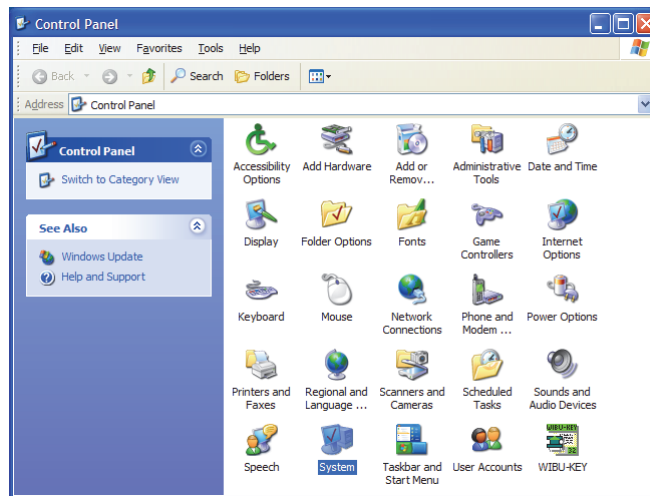 Control Panel
File Edit View Favorites Tools Help
Back Search Folders
Address Control Panel
Control Panel
Switch to Category View
See Also
Windows Update
Help and Support
Accessibility Options
Add Hardware
Add or Remov...
Administrative Tools
Date and Time
Display
Folder Options
Fonts
Game Controllers
Internet Options
Keyboard
Mouse
Network Connections
Phone and Modem ...
Power Options
Printers and Faxes
Regional and Language ...
Scanners and Cameras
Scheduled Tasks
Sounds and Audio Devices
Speech
System
Taskbar and Start Menu
User Accounts
WIBU-KEY
32
WIBU-KEY